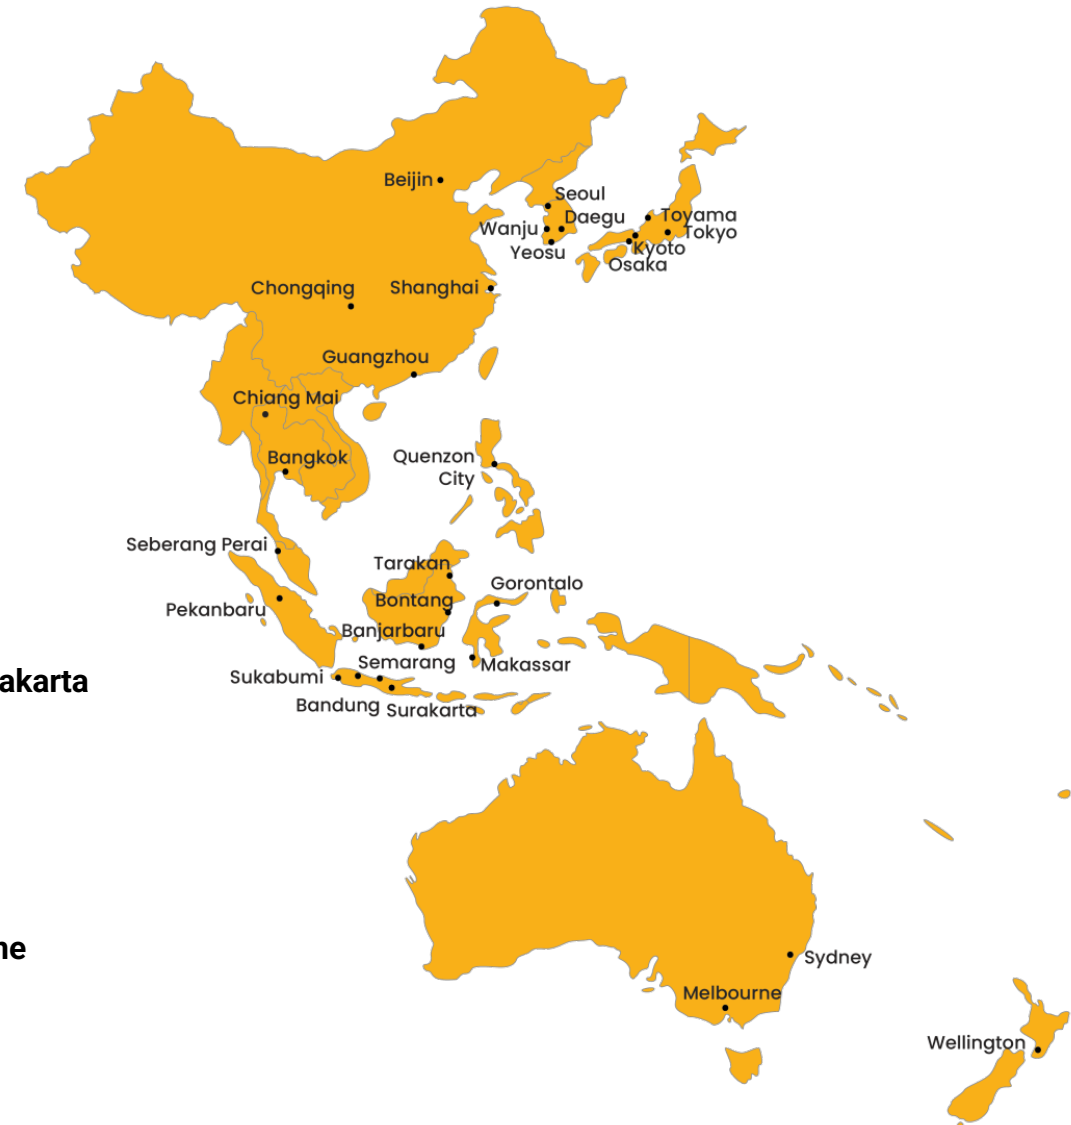 Beijin
Seoul
Daegu
Wanju
Yeosu
Toyama
Tokyo
Kyoto
Osaka
Chongqing
Shanghai
Guangzhou
Chiang Mai
Bangkok
Quenzon
City
Seberang Perai
Tarakan
Gorontalo
Pekanbaru
Bontang
Banjarbaru
Semarang
Makassar
akarta
Sukabumi
Bandung
Surakarta
ne
Sydney
Melbourne
Wellington